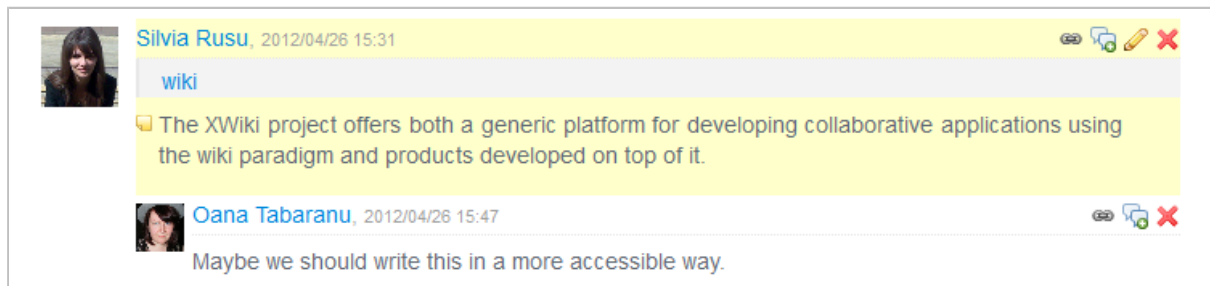 Silvia Rusu, 2012/04/26 15:31
wiki
The XWiki project offers both a generic platform for developing collaborative applications using
the wiki paradigm and products developed on top of it.
Oana Tabaranu, 2012/04/26 15:47
Maybe we should write this in a more accessible way.